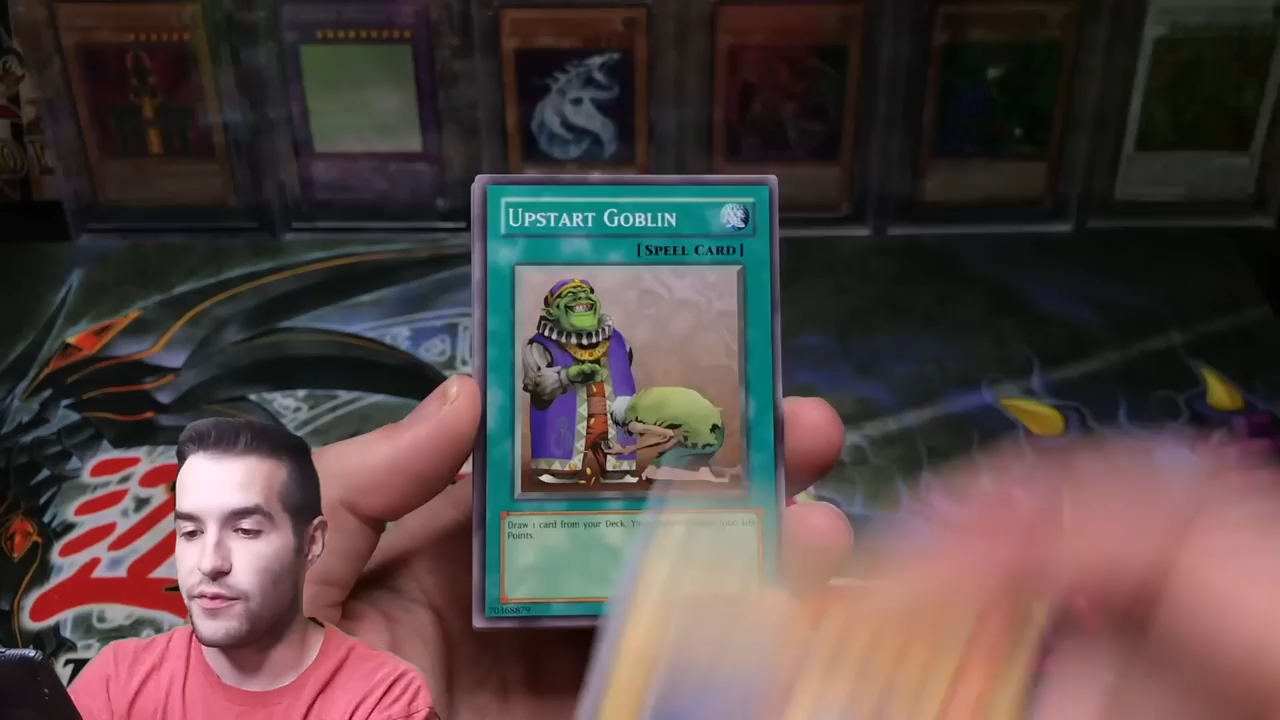 UPSTART GOBLIN
[SPELL CARD]
Draw 1 card from your Deck.
Points.
70368879